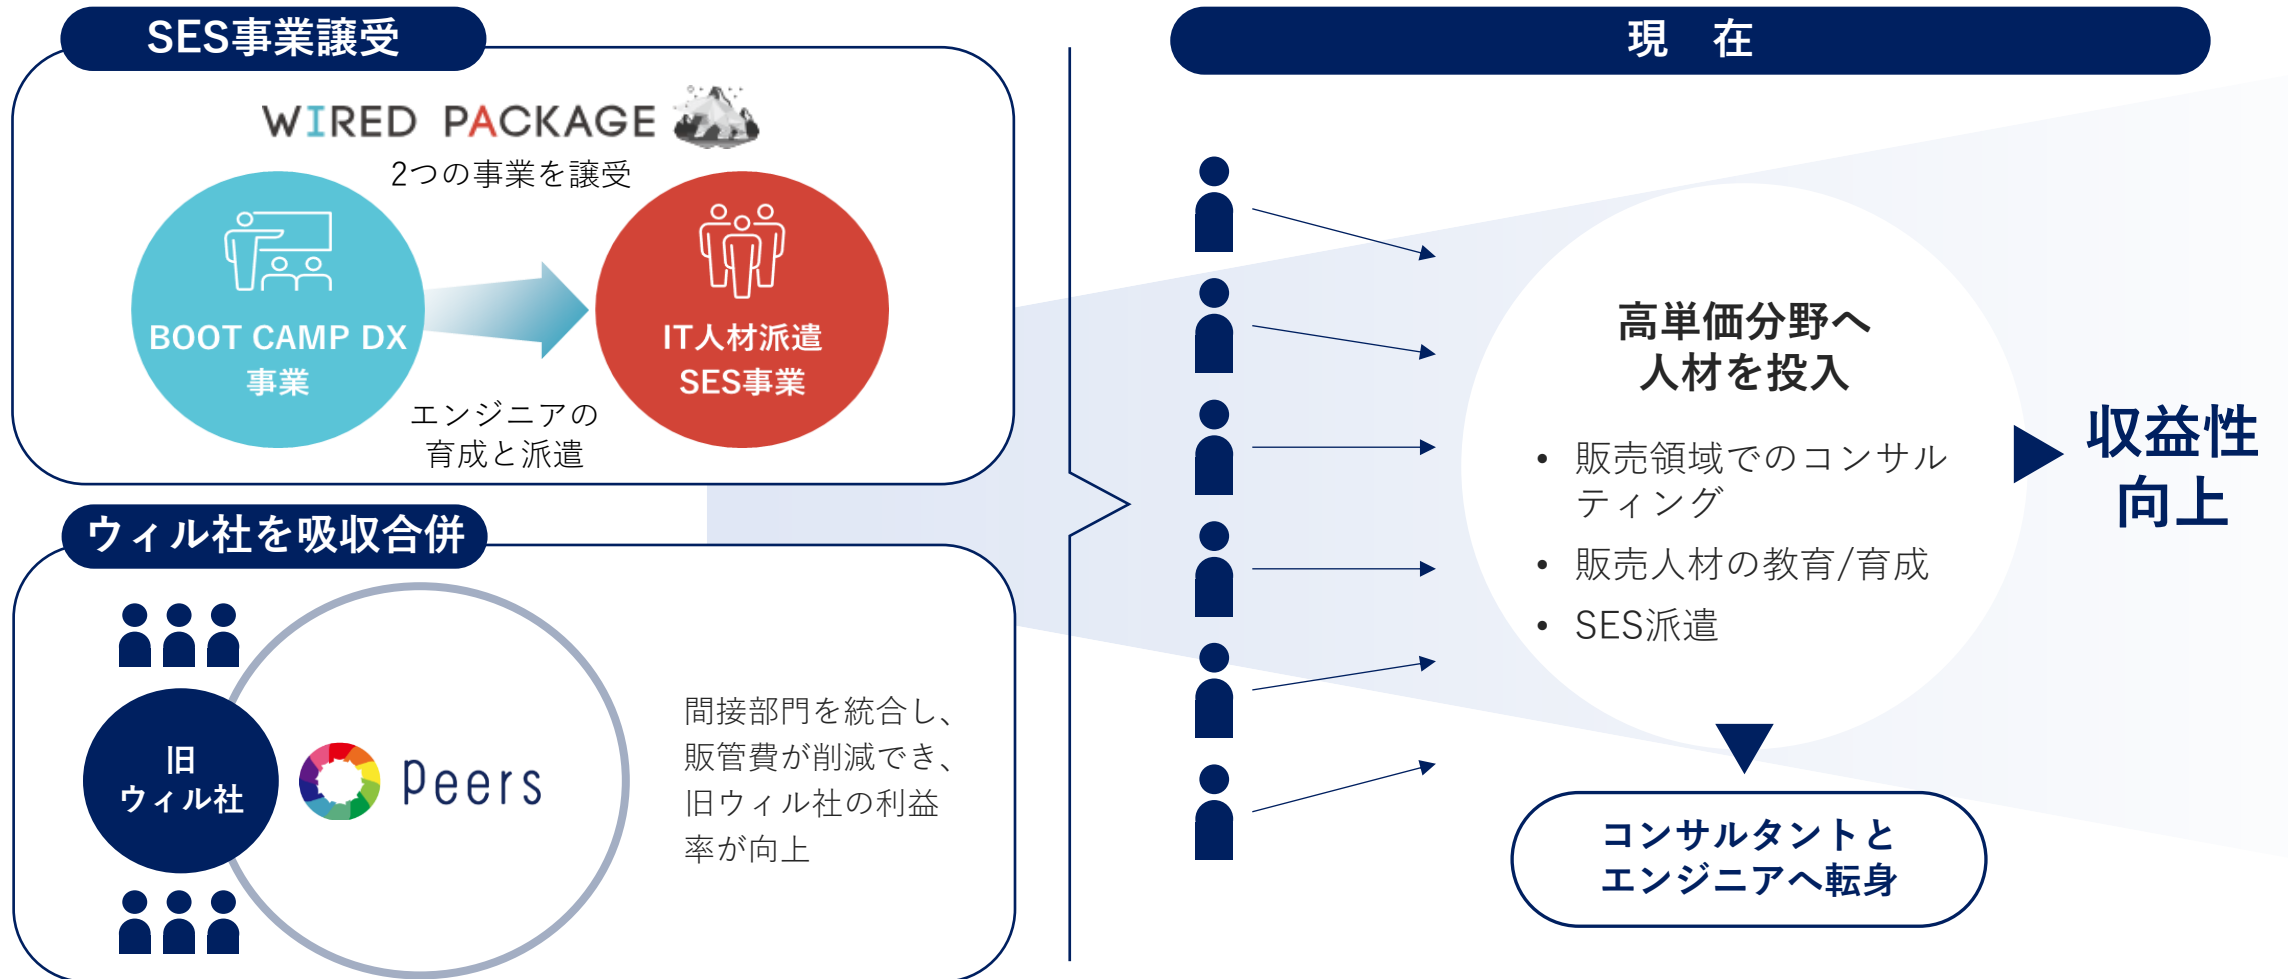 SES事業譲受
WIRED PACKAGE
2つの事業を譲受
BOOT CAMP DX
事業
IT人材派遣
SES事業
エンジニアの
育成と派遣
ウィル社を吸収合併
旧
ウィル社
Peers
間接部門を統合し、
販管費が削減でき、
旧ウィル社の利益
率が向上
現　在
高単価分野へ
人材を投入
• 販売領域でのコンサル
ティング
• 販売人材の教育/育成
• SES派遣
収益性
向上
コンサルタントと
エンジニアへ転身